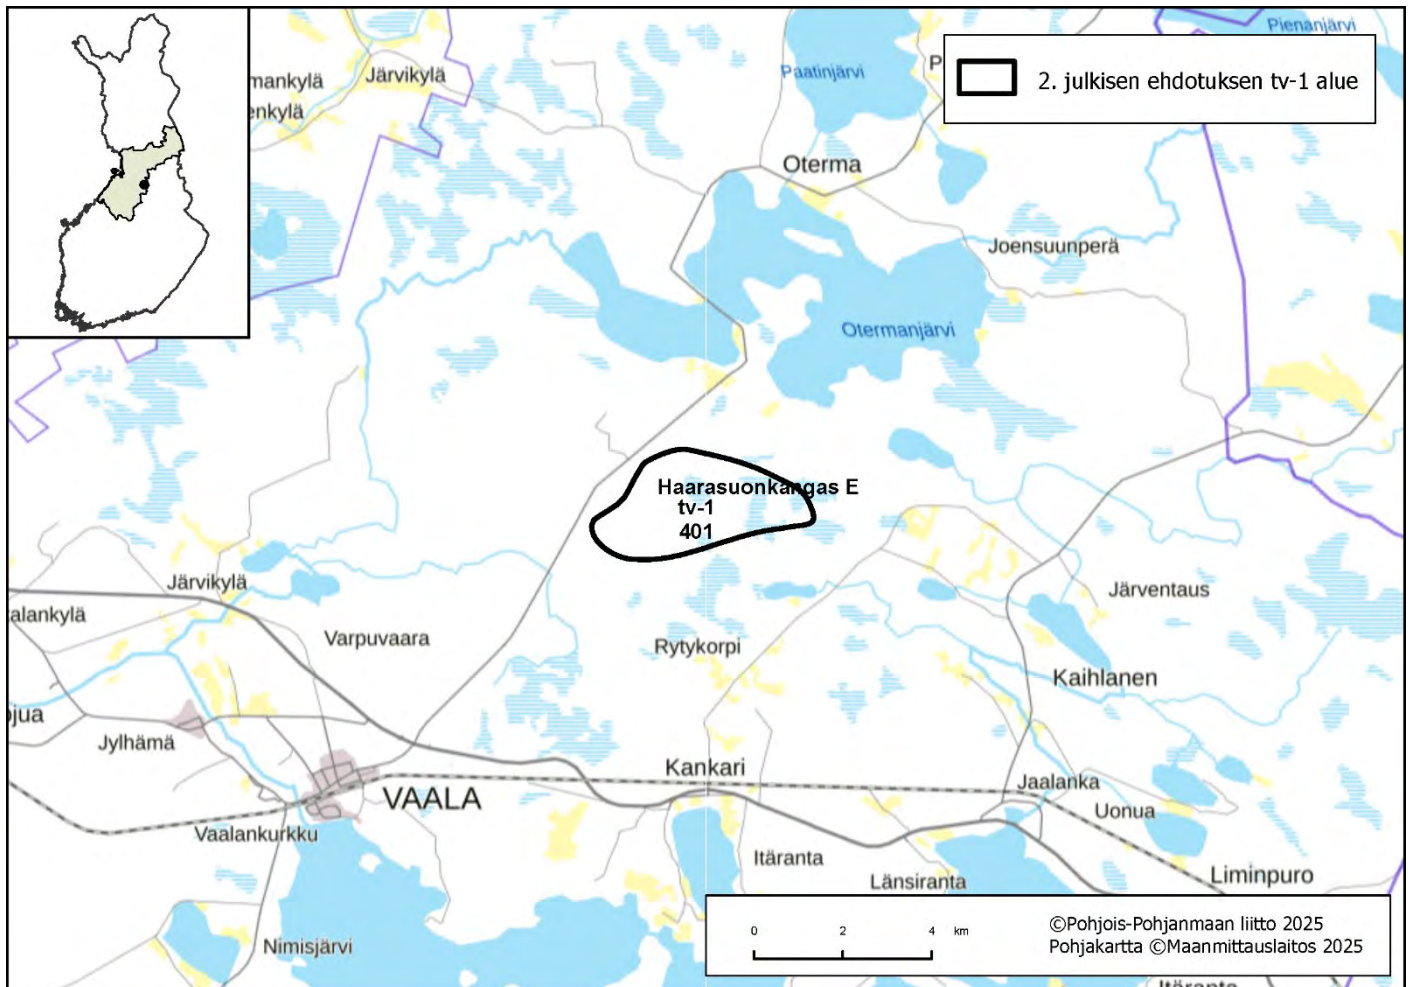 Pienanjärvi
2. julkisen ehdotuksen tv-1 alue
mankylä
Järvikylä
enkylä
Paatinjärvi
P
Oterma
Joensuunperä
Otermanjärvi
Haarasuonkangas E
tv-1
401
Järvikylä
alankylä
Varpuvaara
Rytykorpi
Järventaus
Kaihlanen
ojua
Jylhämä
Kankari
Jaalanka
VAALA
Uonua
Vaalankurkku
Itäranta
Länsiranta
Liminpuro
Nimisjärvi
0 2 4 km
©Pohjois-Pohjanmaan liitto 2025
Pohjakartta ©Maanmittauslaitos 2025